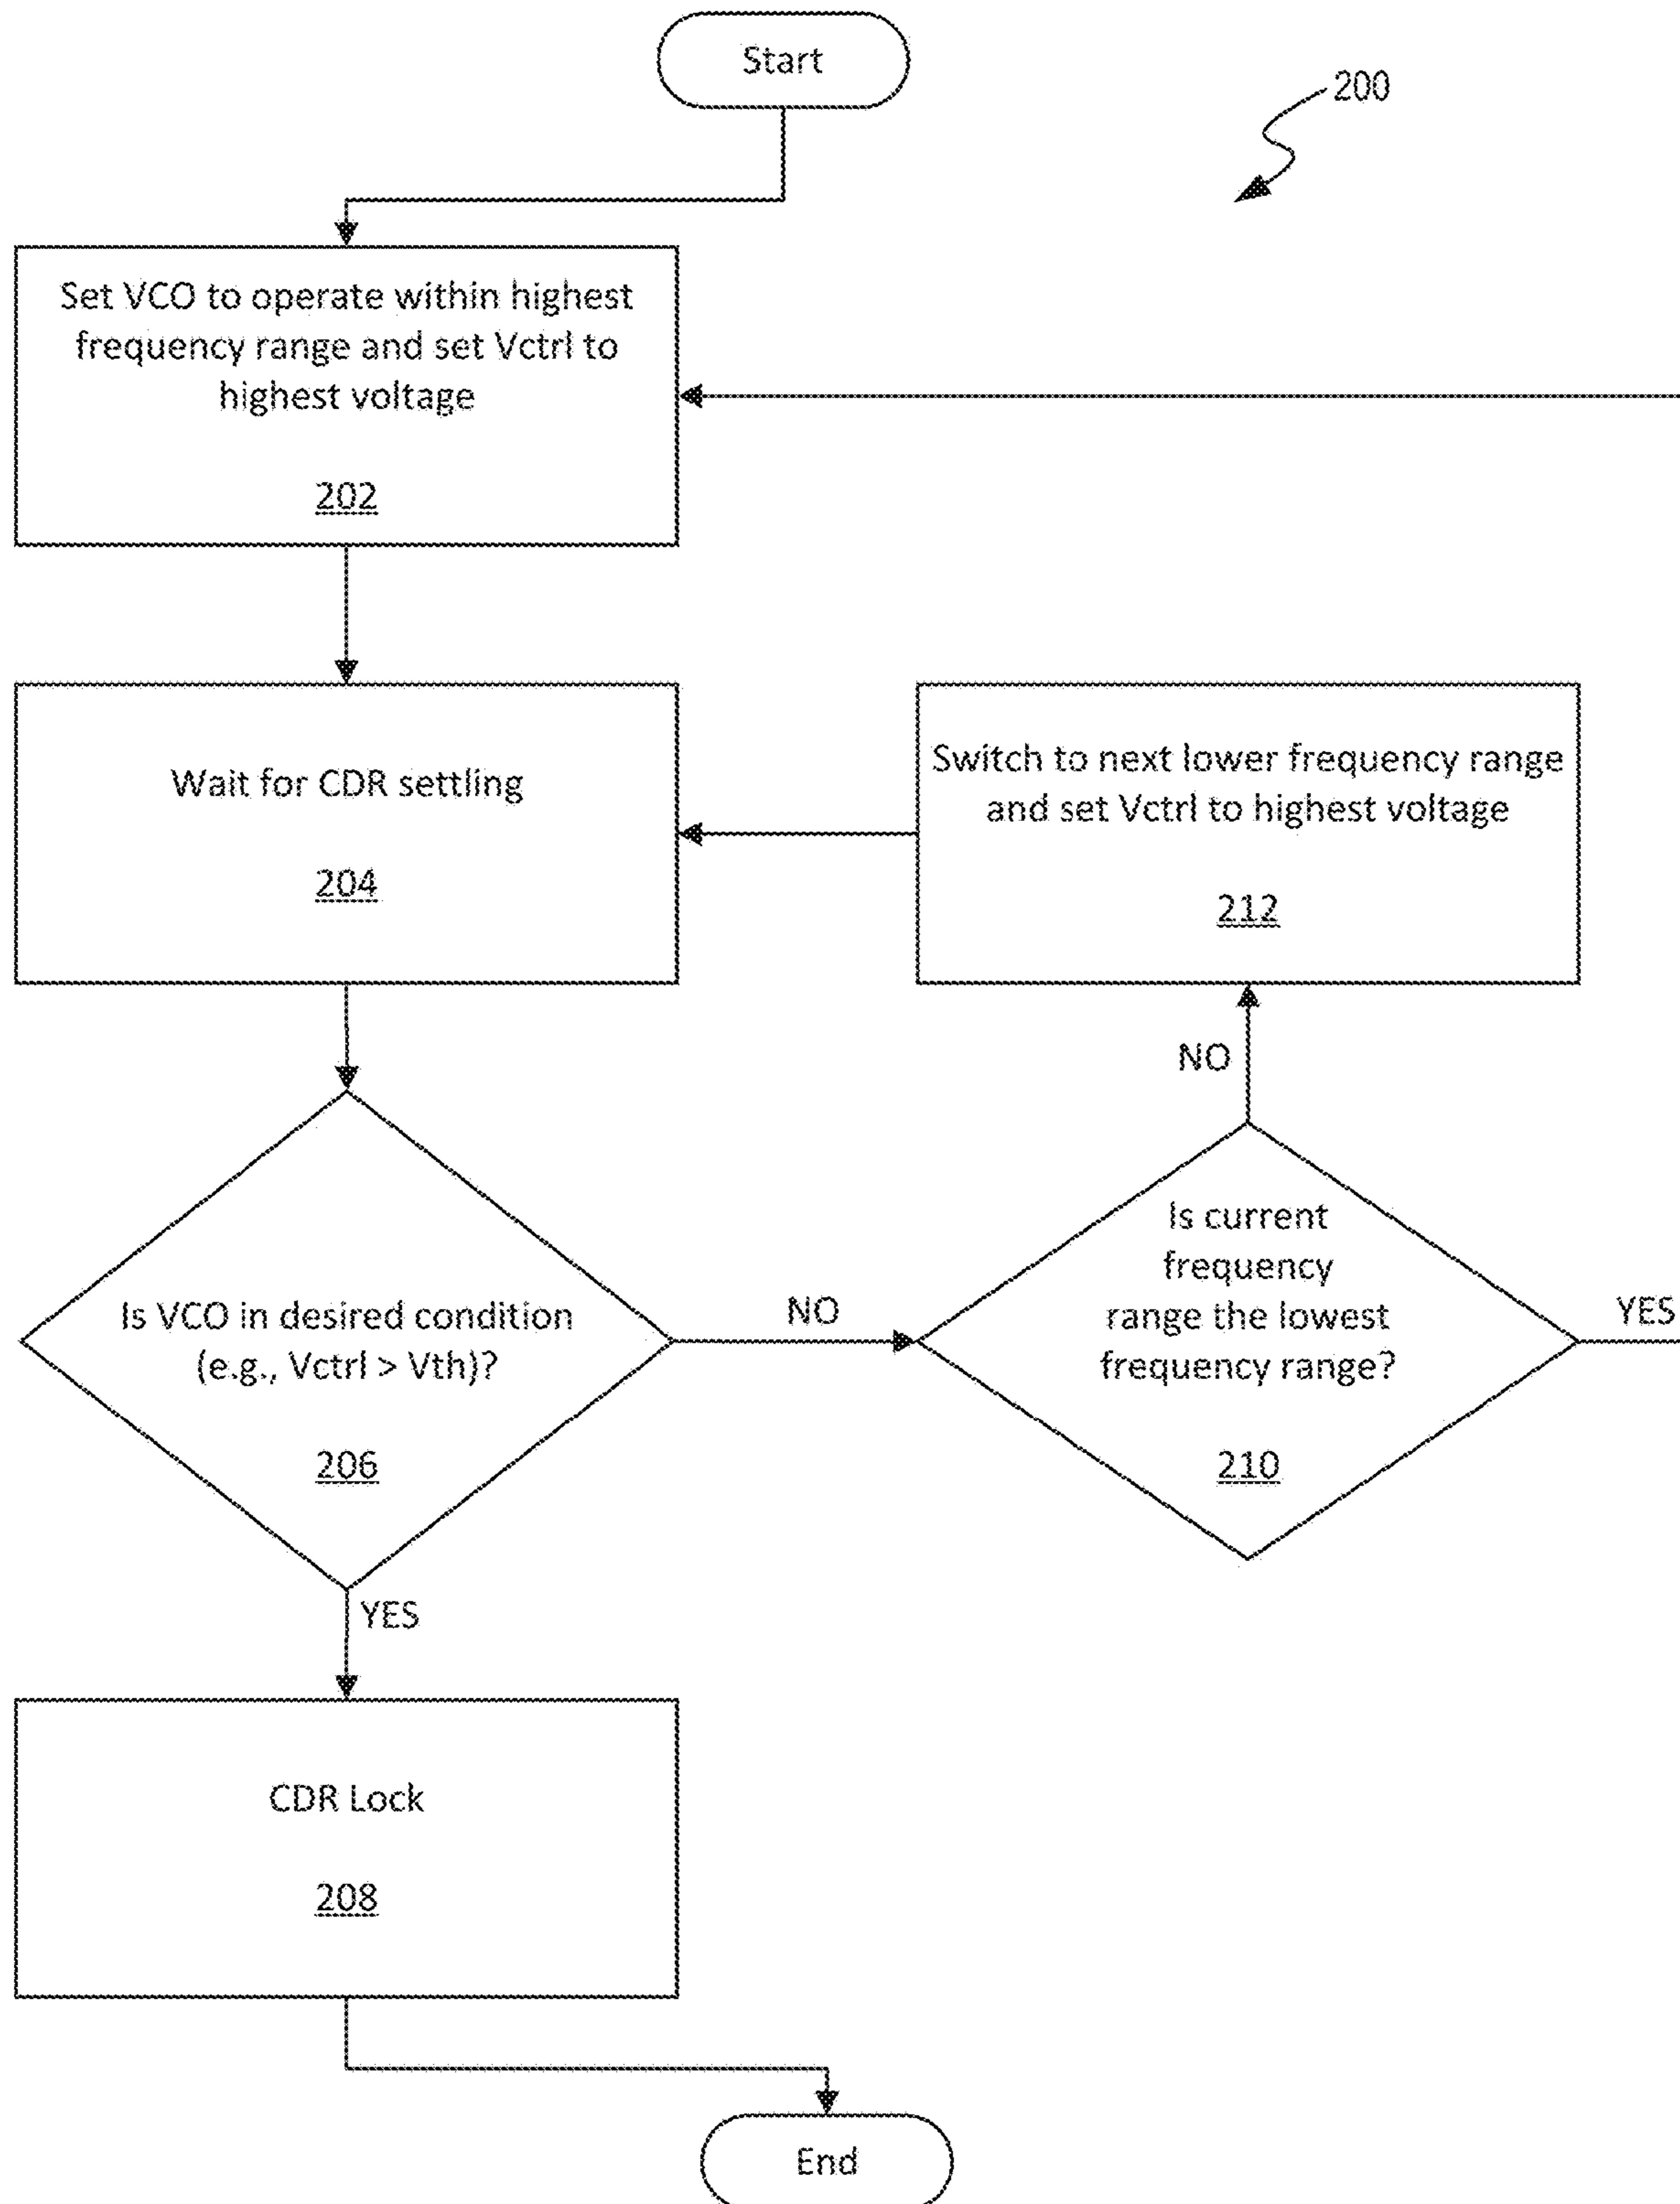 Start
200
Set VCO to operate within highest
frequency range and set Vctrl to
highest voltage
202
Wait for CDR settling
204
Switch to next lower frequency range
and set Vctrl to highest voltage
212
NO
Is VCO in desired condition
(e.g., Vctrl > Vth)?
206
NO
Is current
frequency
range the lowest
frequency range?
210
YES
YES
CDR Lock
208
End